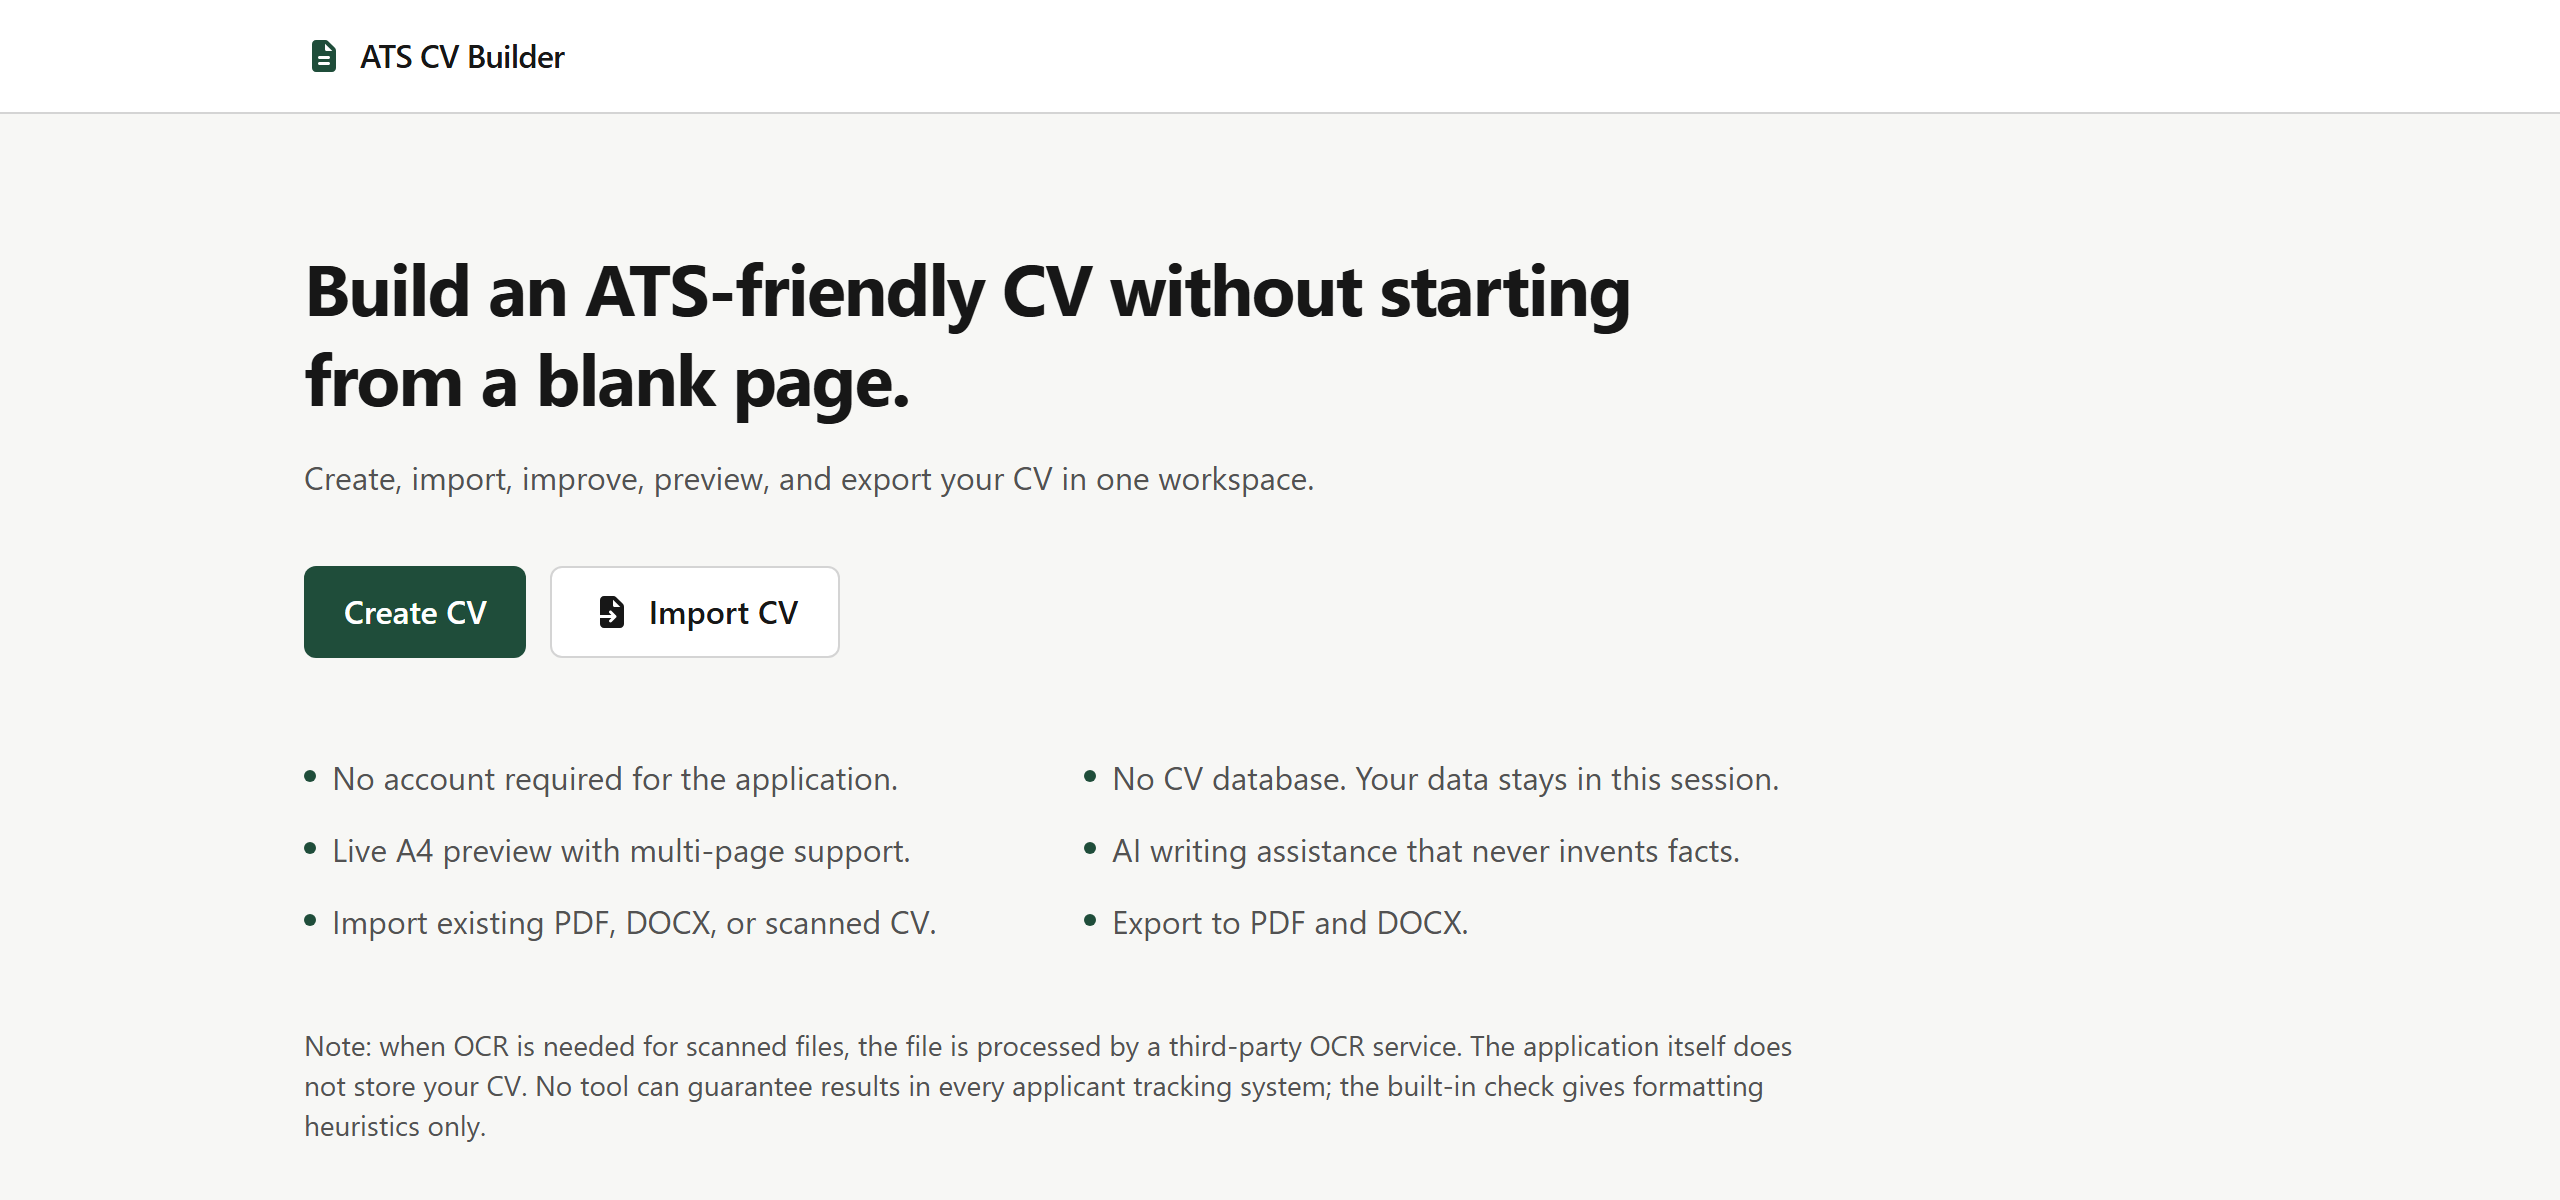 ATS CV Builder
Build an ATS-friendly CV without starting
from a blank page.
Create, import, improve, preview, and export your CV in one workspace.
Create CV
Import CV
No account required for the application.
No CV database. Your data stays in this session.
Live A4 preview with multi-page support.
AI writing assistance that never invents facts.
Import existing PDF, DOCX, or scanned CV.
Export to PDF and DOCX.
Note: when OCR is needed for scanned files, the file is processed by a third-party OCR service. The application itself does
not store your CV. No tool can guarantee results in every applicant tracking system; the built-in check gives formatting
heuristics only.